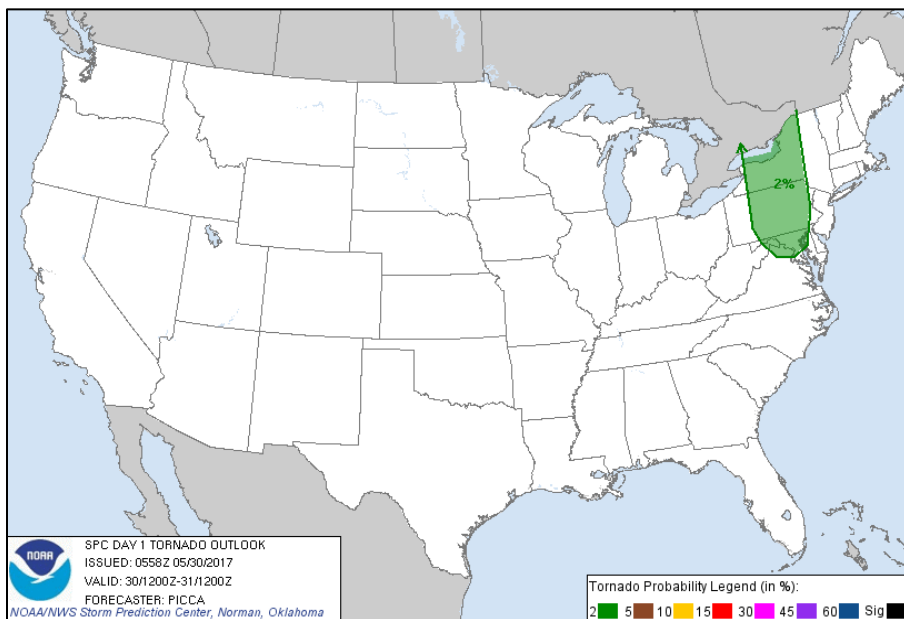 2%
NOAA
SPC DAY 1 TORNADO OUTLOOK
ISSUED: 0558Z 05/30/2017
VALID: 30/1200Z-31/1200Z
FORECASTER: PICCA
NOAA/NWS Storm Prediction Center, Norman, Oklahoma
Tornado Probability Legend (in %):
2 5 10 15 30 45 60 Sig